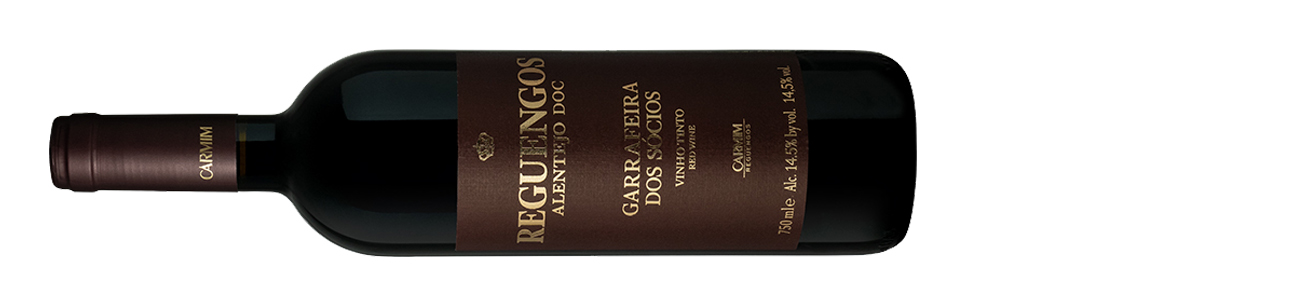 CARMIM
REGUENGOS
ALENTEJO DOC
GARRAFEIRA
DOS SÓCIOS
VINHO TINTO
RED WINE
CARMIM
REGUENGOS
750 ml e Alc. 14.5% by vol. 14,5% vol.